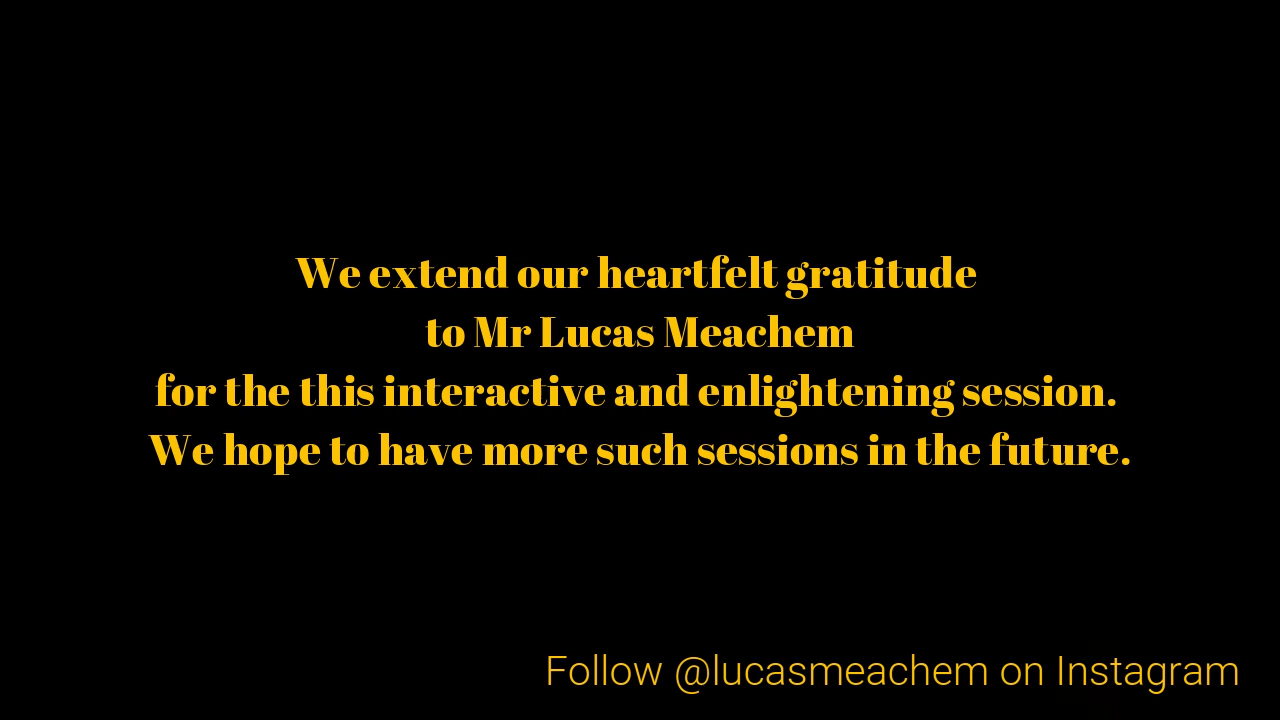 We extend our heartfelt gratitude
to Mr Lucas Meachem
for the this interactive and enlightening session.
We hope to have more such sessions in the future.
Follow @lucasmeachem on Instagram